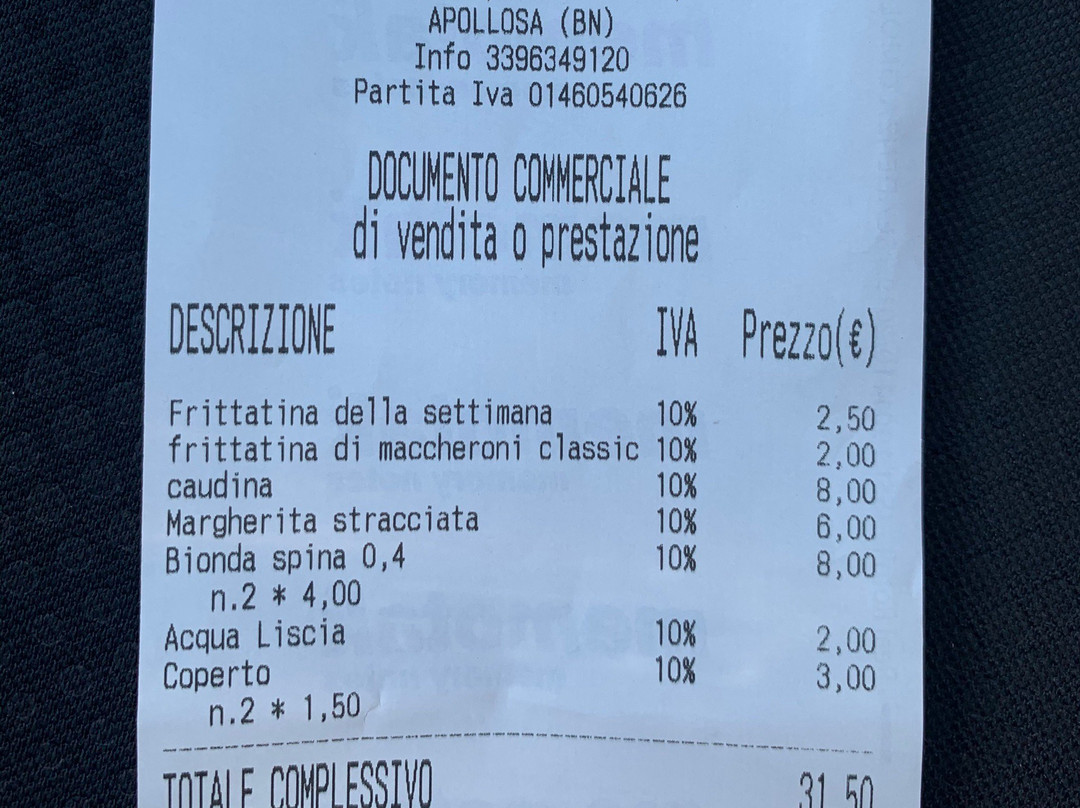 APOLLOSA (BN)
Info 3396349120
Partita Iva 01460540626
DOCUMENTO COMMERCIALE
di vendita o prestazione
DESCRIZIONE IVA Prezzo(€)
Frittatina della settimana 10% 2,50
frittatina di maccheroni classic 10% 2,00
caudina 10% 8,00
Margherita stracciata 10% 6,00
Bionda spina 0,4 10% 8,00
n.2 * 4,00
Acqua Liscia 10% 2,00
Coperto 10% 3,00
n.2 * 1,50
TOTALE COMPLESSIVO 31,50